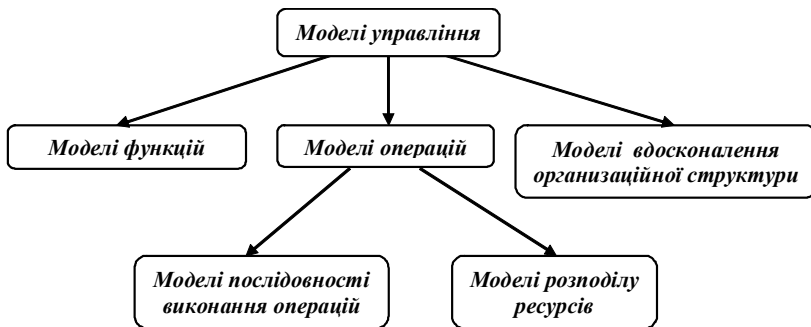 Моделі управління
Моделі функцій
Моделі операцій
Моделі вдосконалення
организаційної структури
Моделі послідовності
виконання операцій
Моделі розподілу
ресурсів